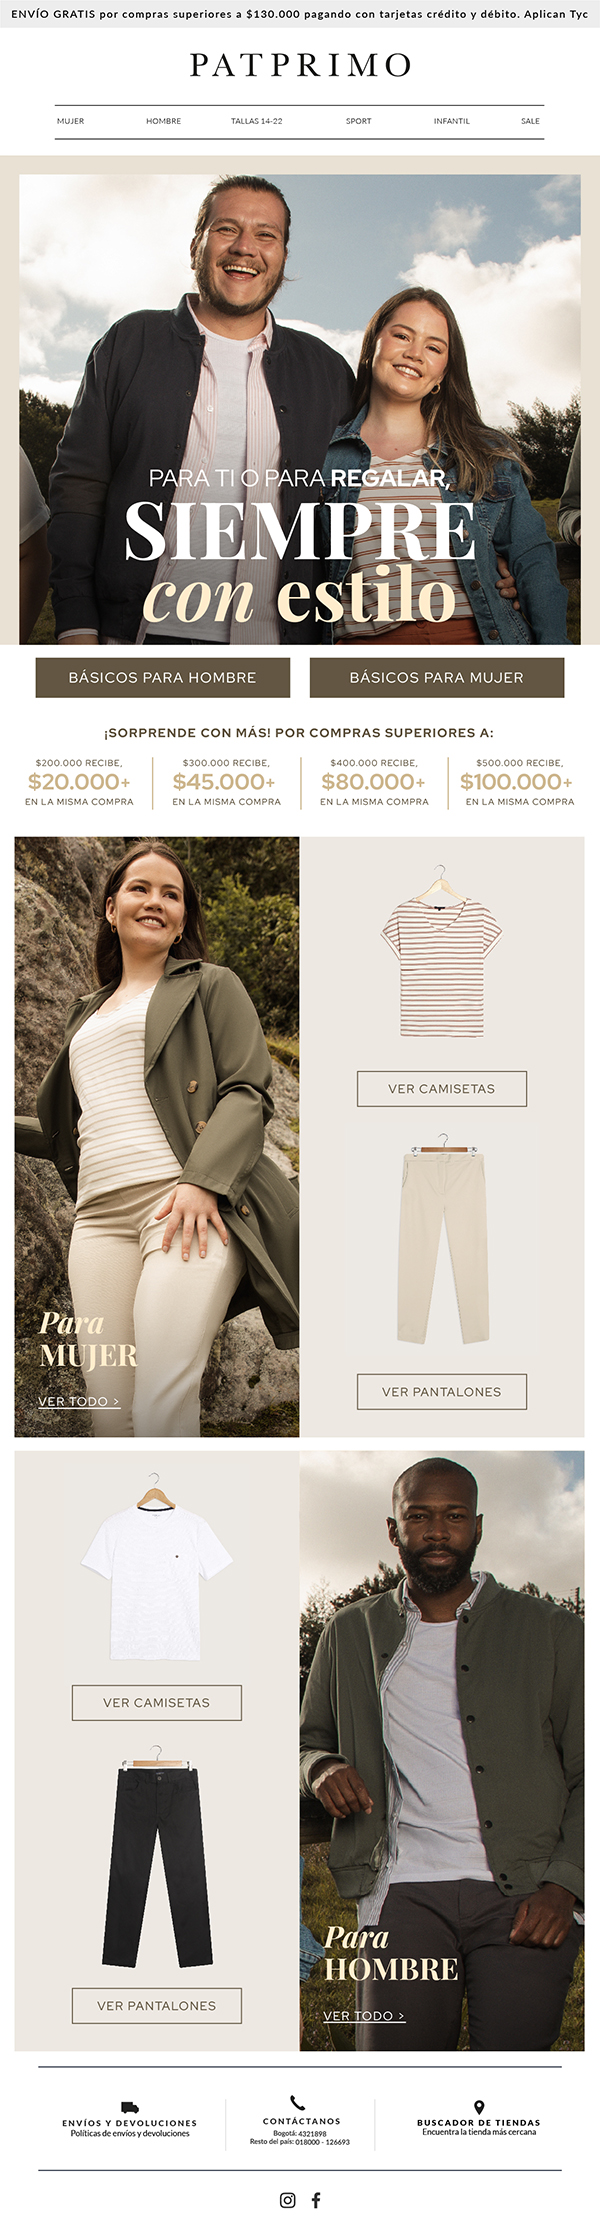 ENVÍO GRATIS por compras superiores a $130.000 pagando con tarjetas crédito y débito. Aplican Tyc
PATPRIMO
MUJER HOMBRE TALLAS 14-22 SPORT INFANTIL SALE
PARA TI O PARA REGALAR,
SIEMPRE
con estilo
BÁSICOS PARA HOMBRE
BÁSICOS PARA MUJER
¡SORPRENDE CON MÁS! POR COMPRAS SUPERIORES A:
$200.000 RECIBE,
$20.000+
EN LA MISMA COMPRA
$300.000 RECIBE,
$45.000+
EN LA MISMA COMPRA
$400.000 RECIBE,
$80.000+
EN LA MISMA COMPRA
$500.000 RECIBE,
$100.000+
EN LA MISMA COMPRA
Para
MUJER
VER TODO >
VER CAMISETAS
VER PANTALONES
VER CAMISETAS
VER PANTALONES
Para
HOMBRE
VER TODO >
ENVÍOS Y DEVOLUCIONES
Políticas de envíos y devoluciones
CONTÁCTANOS
Bogotá: 4321898
Resto del país: 018000 - 126693
BUSCADOR DE TIENDAS
Encuentra la tienda más cercana